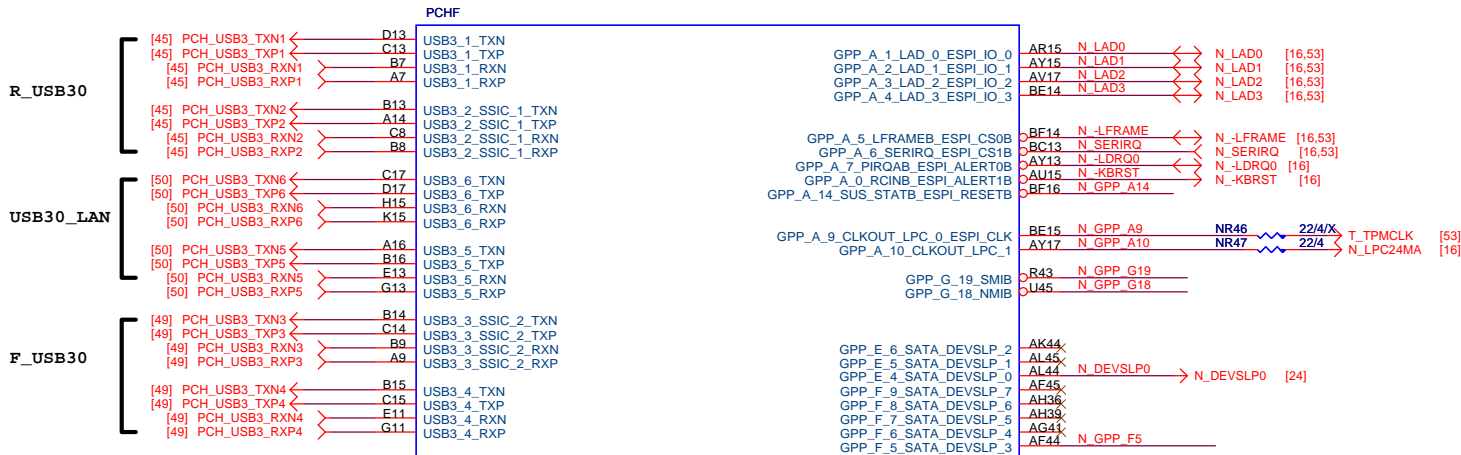 PCHF
R_USB30
[45] PCH_USB3_TXN1 D13 USB3_1_TXN
[45] PCH_USB3_TXP1 C13 USB3_1_TXP
[45] PCH_USB3_RXN1 B7 USB3_1_RXN
[45] PCH_USB3_RXP1 A7 USB3_1_RXP
[45] PCH_USB3_TXN2 B13 USB3_2_SSIC_1_TXN
[45] PCH_USB3_TXP2 A14 USB3_2_SSIC_1_TXP
[45] PCH_USB3_RXN2 C8 USB3_2_SSIC_1_RXN
[45] PCH_USB3_RXP2 B8 USB3_2_SSIC_1_RXP
USB30_LAN
[50] PCH_USB3_TXN6 C17 USB3_6_TXN
[50] PCH_USB3_TXP6 D17 USB3_6_TXP
[50] PCH_USB3_RXN6 H15 USB3_6_RXN
[50] PCH_USB3_RXP6 K15 USB3_6_RXP
[50] PCH_USB3_TXN5 A16 USB3_5_TXN
[50] PCH_USB3_TXP5 B16 USB3_5_TXP
[50] PCH_USB3_RXN5 E13 USB3_5_RXN
[50] PCH_USB3_RXP5 G13 USB3_5_RXP
F_USB30
[49] PCH_USB3_TXN3 B14 USB3_3_SSIC_2_TXN
[49] PCH_USB3_TXP3 C14 USB3_3_SSIC_2_TXP
[49] PCH_USB3_RXN3 B9 USB3_3_SSIC_2_RXN
[49] PCH_USB3_RXP3 A9 USB3_3_SSIC_2_RXP
[49] PCH_USB3_TXN4 B15 USB3_4_TXN
[49] PCH_USB3_TXP4 C15 USB3_4_TXP
[49] PCH_USB3_RXN4 E11 USB3_4_RXN
[49] PCH_USB3_RXP4 G11 USB3_4_RXP
GPP_A_1_LAD_0_ESPI_IO_0 AR15 N_LAD0 N_LAD0 [16,53]
GPP_A_2_LAD_1_ESPI_IO_1 AY15 N_LAD1 N_LAD1 [16,53]
GPP_A_3_LAD_2_ESPI_IO_2 AV17 N_LAD2 N_LAD2 [16,53]
GPP_A_4_LAD_3_ESPI_IO_3 BE14 N_LAD3 N_LAD3 [16,53]
GPP_A_5_LFRAMEB_ESPI_CS0B BF14 N_-LFRAME N_-LFRAME [16,53]
GPP_A_6_SERIRQ_ESPI_CS1B BC13 N_SERIRQ N_SERIRQ [16,53]
GPP_A_7_PIRQAB_ESPI_ALERT0B AY13 N_-LDRQ0 N_-LDRQ0 [16]
GPP_A_0_RCINB_ESPI_ALERT1B AU15 N_-KBRST N_-KBRST [16]
GPP_A_14_SUS_STATB_ESPI_RESETB BF16 N_GPP_A14
GPP_A_9_CLKOUT_LPC_0_ESPI_CLK BE15 N_GPP_A9 NR46 22/4/X T_TPMCLK [53]
GPP_A_10_CLKOUT_LPC_1 AY17 N_GPP_A10 NR47 22/4 N_LPC24MA [16]
GPP_G_19_SMIB R43 N_GPP_G19
GPP_G_18_NMIB U45 N_GPP_G18
GPP_E_6_SATA_DEVSLP_2 AK44
GPP_E_5_SATA_DEVSLP_1 AL45
GPP_E_4_SATA_DEVSLP_0 AL44 N_DEVSLP0 N_DEVSLP0 [24]
GPP_F_9_SATA_DEVSLP_7 AF45
GPP_F_8_SATA_DEVSLP_6 AH36
GPP_F_7_SATA_DEVSLP_5 AH39
GPP_F_6_SATA_DEVSLP_4 AG41
GPP_F_5_SATA_DEVSLP_3 AF44 N_GPP_F5